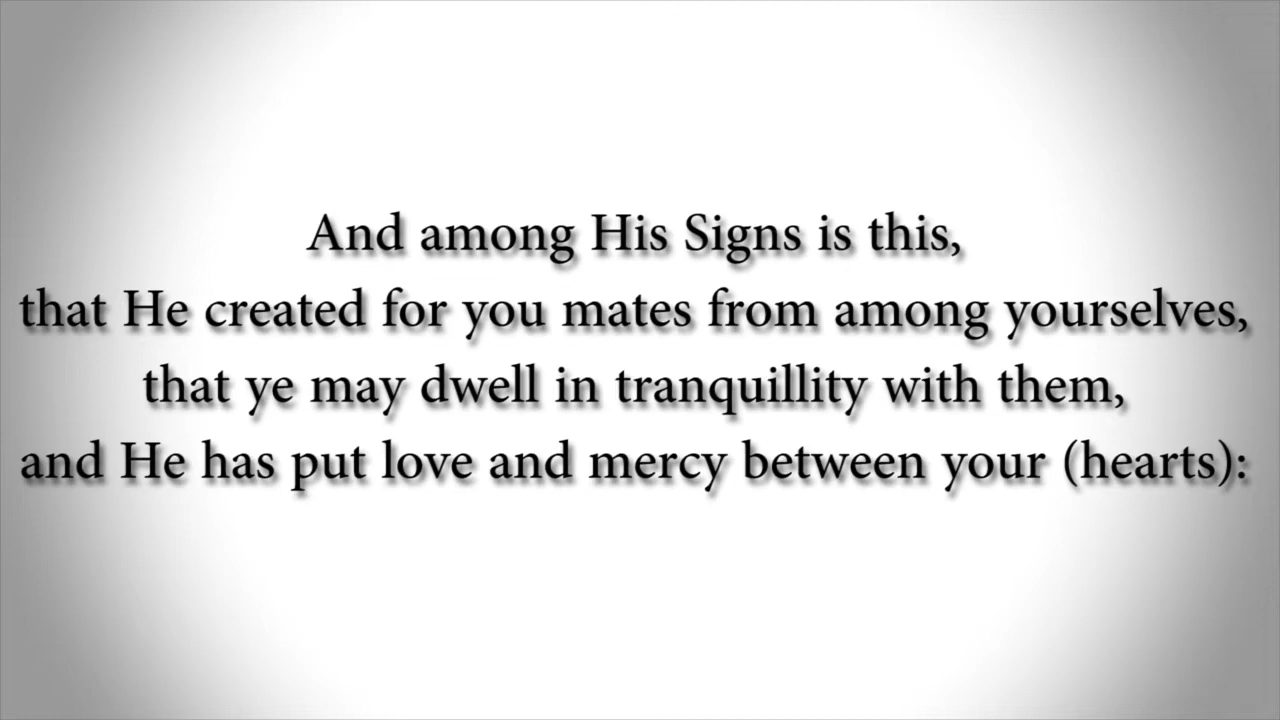 And among His Signs is this,
that He created for you mates from among yourselves,
that ye may dwell in tranquillity with them,
and He has put love and mercy between your (hearts):